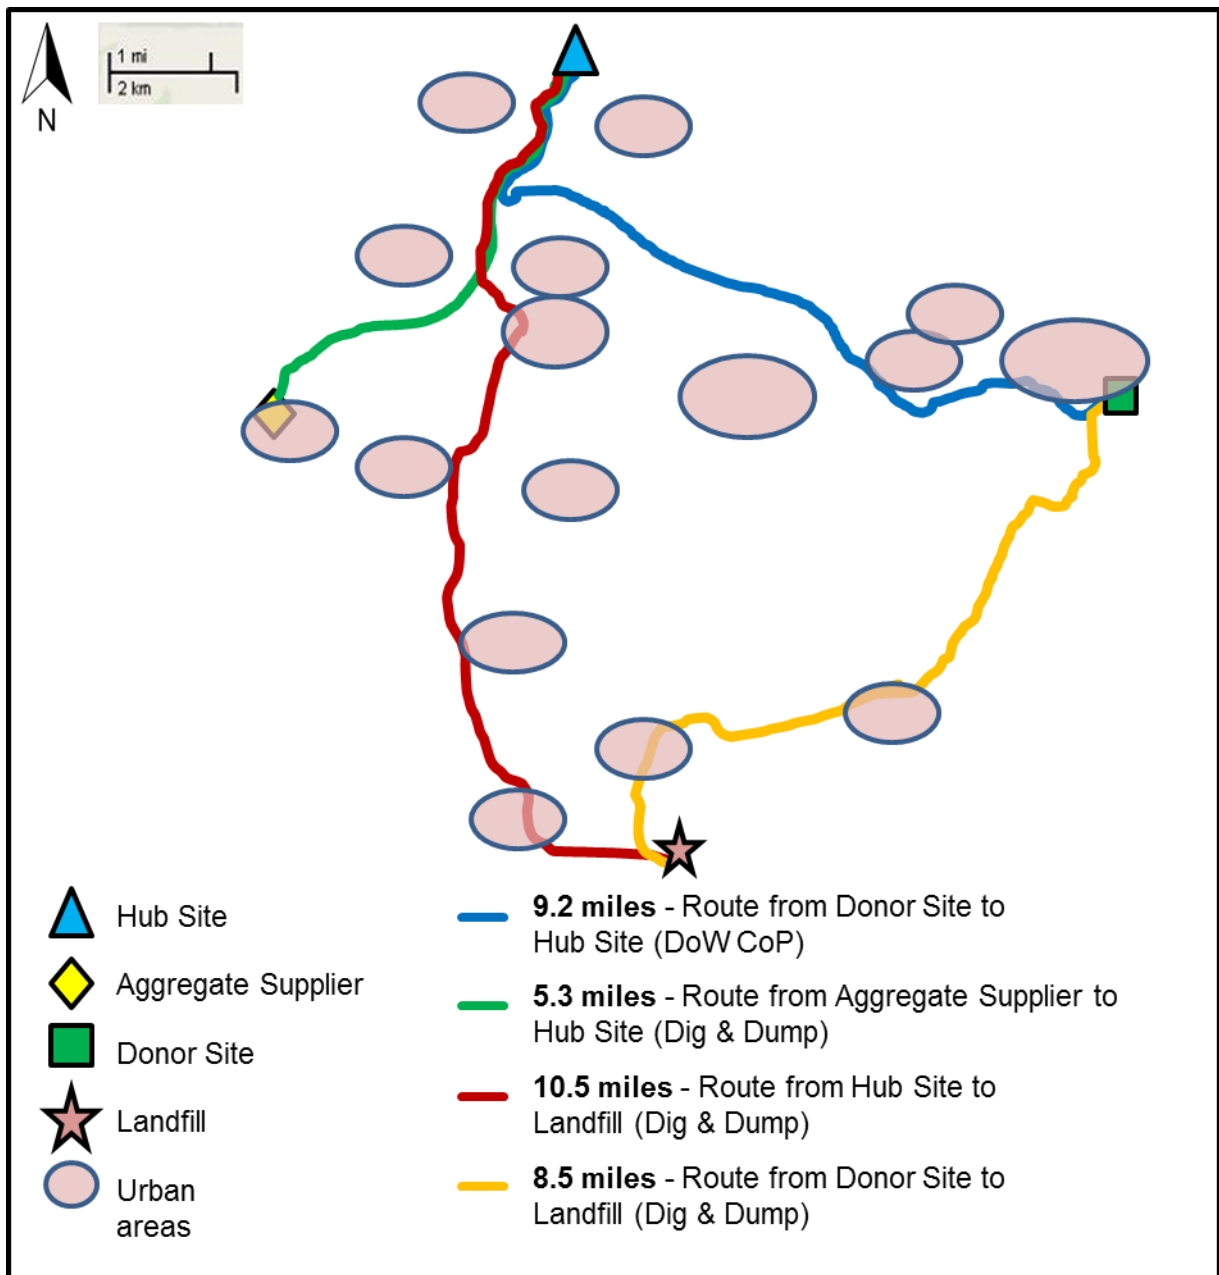 1 mi
2 km
N
Hub Site
Aggregate Supplier
Donor Site
Landfill
Urban
areas
9.2 miles - Route from Donor Site to
Hub Site (DoW CoP)
5.3 miles - Route from Aggregate Supplier to
Hub Site (Dig & Dump)
10.5 miles - Route from Hub Site to
Landfill (Dig & Dump)
8.5 miles - Route from Donor Site to
Landfill (Dig & Dump)